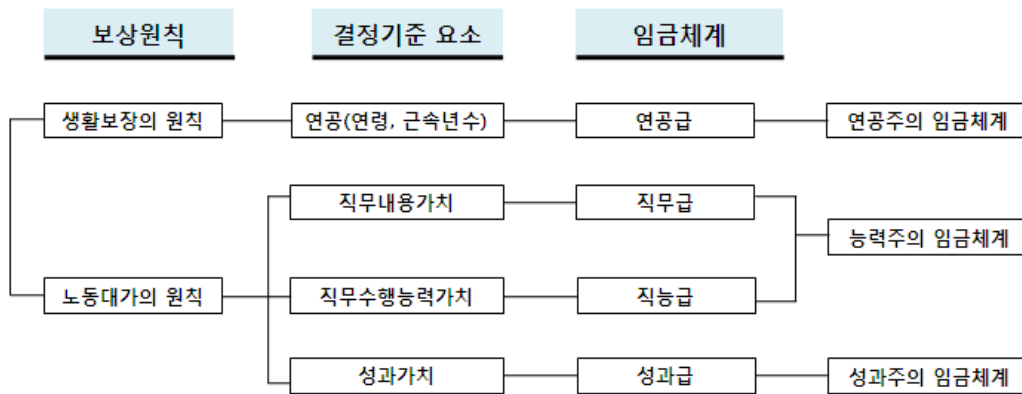 보상원칙 결정기준 요소 임금체계
생활보장의 원칙 연공(연령, 근속년수) 연공급 연공주의 임금체계
직무내용가치 직무급
능력주의 임금체계
노동대가의 원칙 직무수행능력가치 직능급
성과가치 성과급 성과주의 임금체계